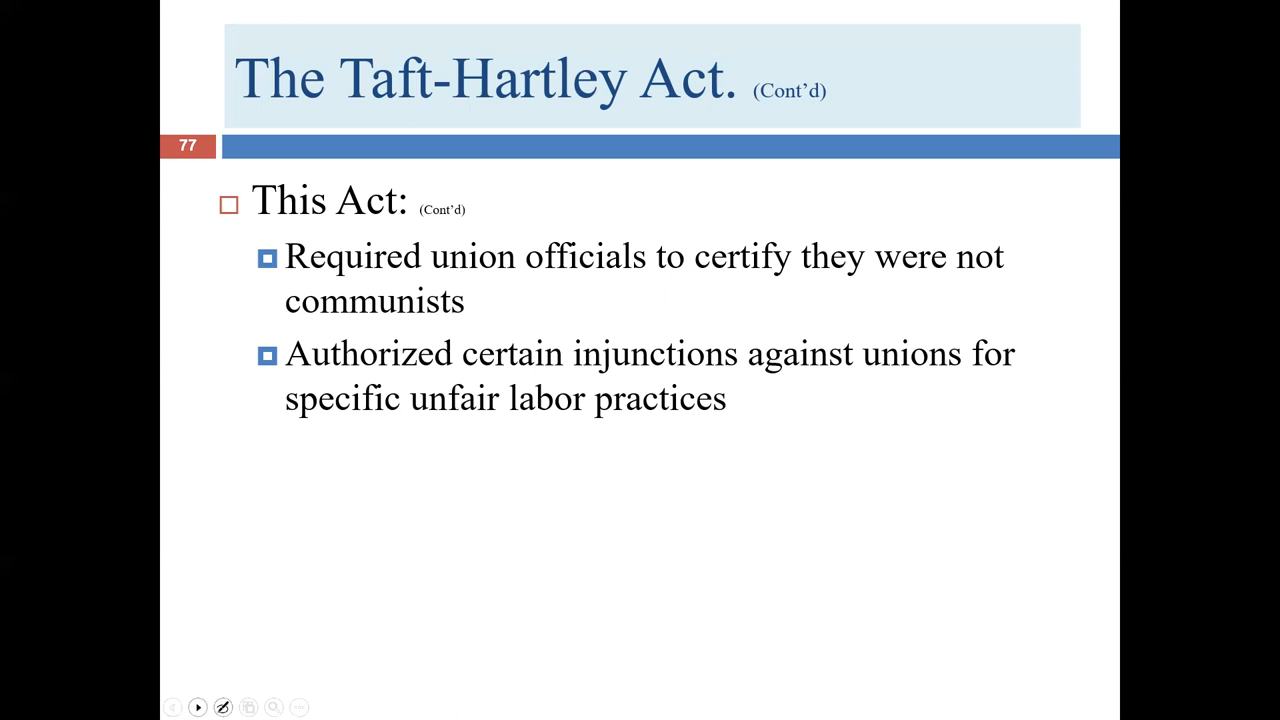 The Taft-Hartley Act. (Cont’d)
77
This Act: (Cont’d)
Required union officials to certify they were not
communists
Authorized certain injunctions against unions for
specific unfair labor practices